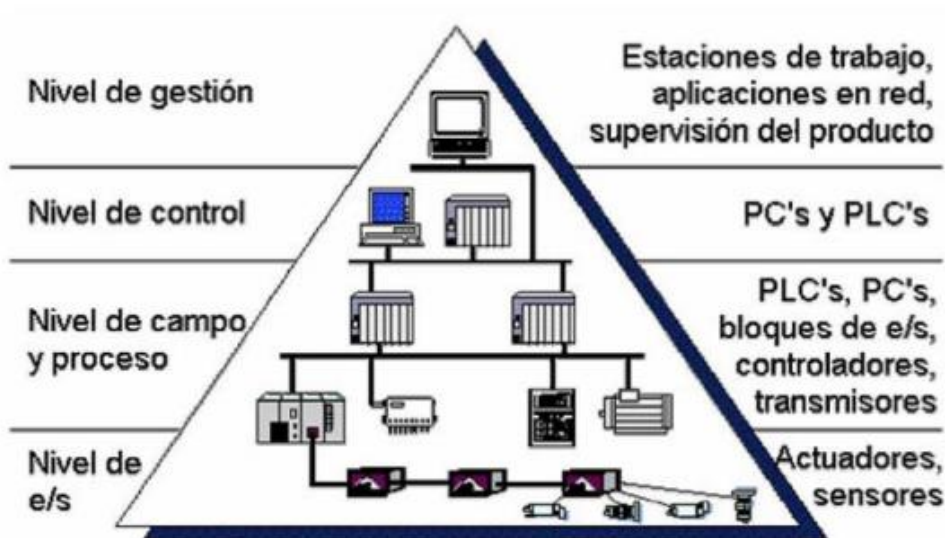 Nivel de gestión
Estaciones de trabajo,
aplicaciones en red,
supervisión del producto
Nivel de control
PC's y PLC's
Nivel de campo
y proceso
PLC's, PC's,
bloques de e/s,
controladores,
transmisores
Nivel de
e/s
Actuadores,
sensores